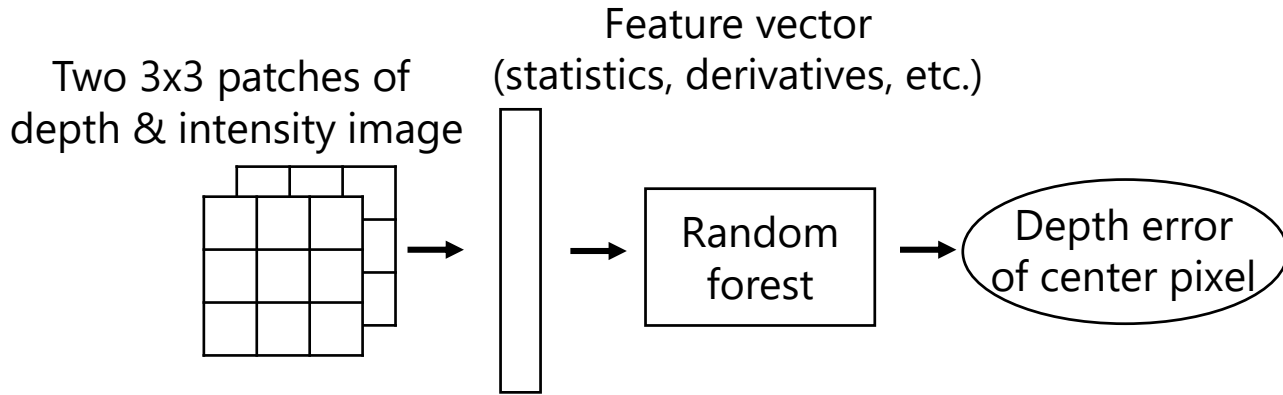 Two 3x3 patches of
depth & intensity image
Feature vector
(statistics, derivatives, etc.)
Random
forest
Depth error
of center pixel